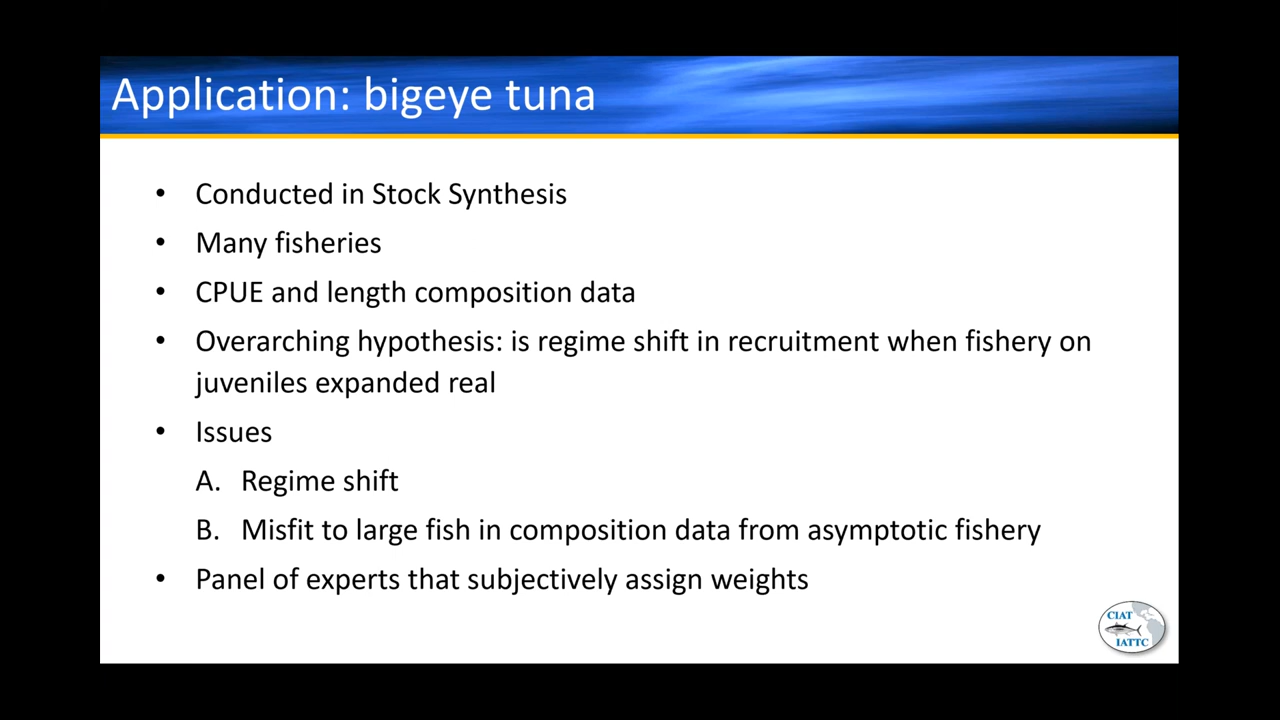 Application: bigeye tuna
• Conducted in Stock Synthesis
• Many fisheries
• CPUE and length composition data
• Overarching hypothesis: is regime shift in recruitment when fishery on
juveniles expanded real
• Issues
A. Regime shift
B. Misfit to large fish in composition data from asymptotic fishery
• Panel of experts that subjectively assign weights
CIAT
IATTC